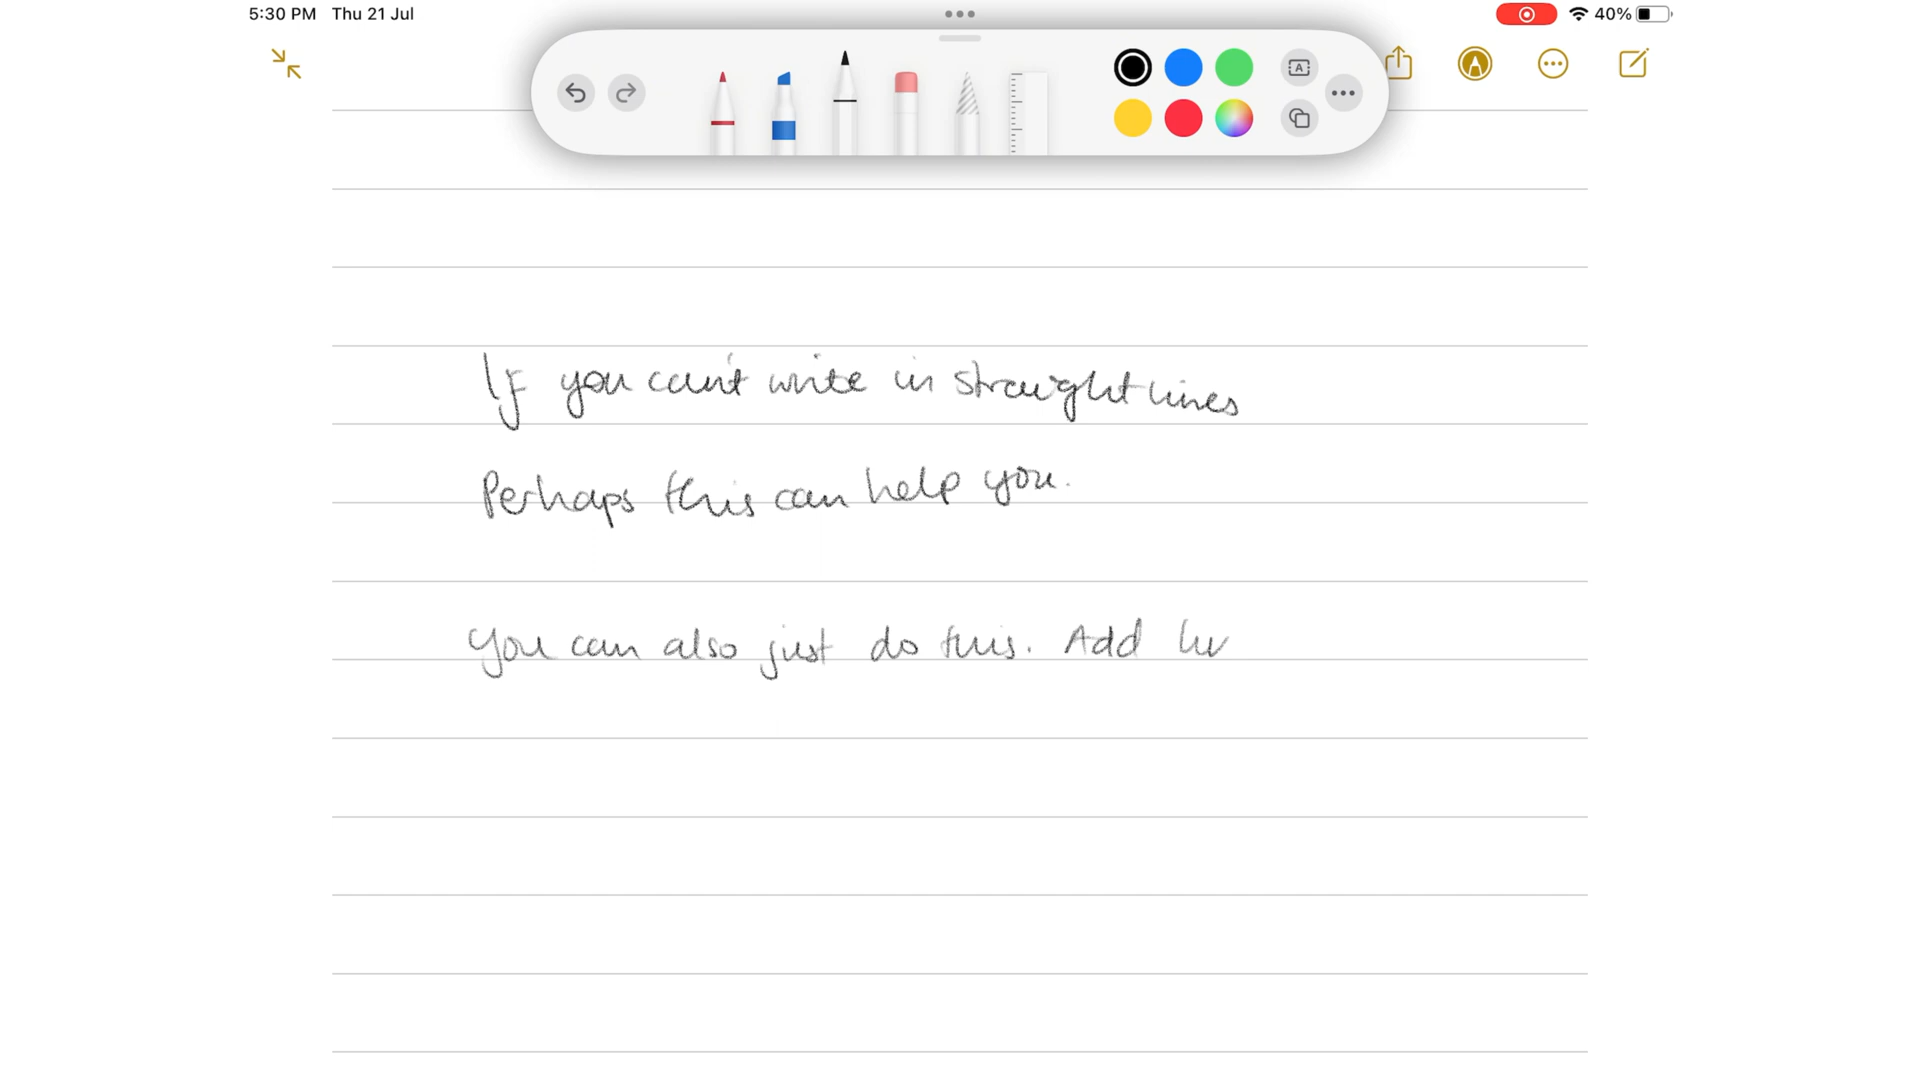 5:30 PM Thu 21 Jul 40%
A
If you can't write in straight lines
Perhaps this can help you.
You can also just do this. Add